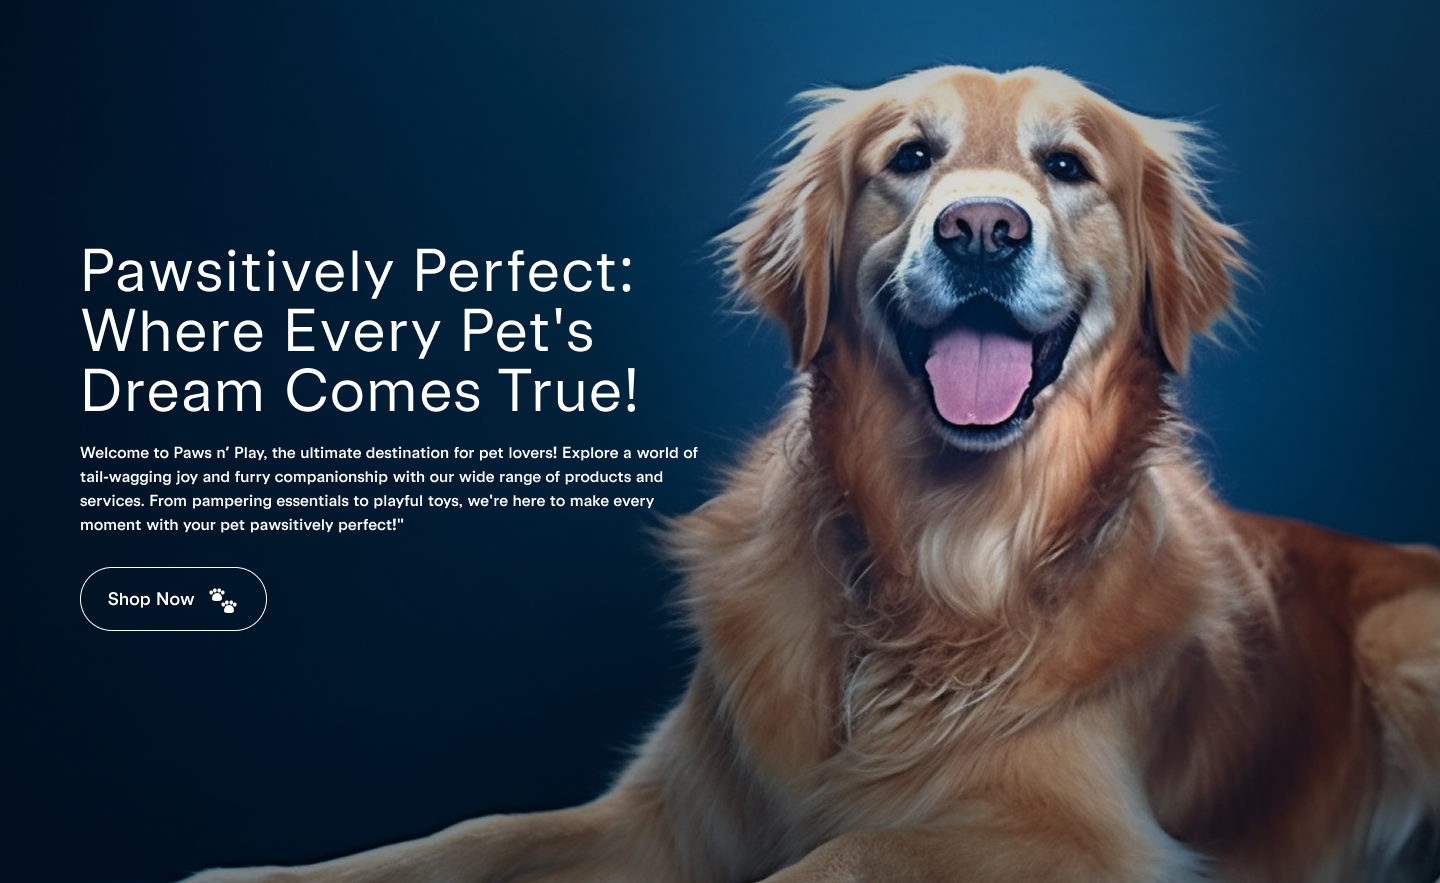 Pawsitively Perfect:
Where Every Pet's
Dream Comes True!
Welcome to Paws n’ Play, the ultimate destination for pet lovers! Explore a world of
tail-wagging joy and furry companionship with our wide range of products and
services. From pampering essentials to playful toys, we're here to make every
moment with your pet pawsitively perfect!"
Shop Now